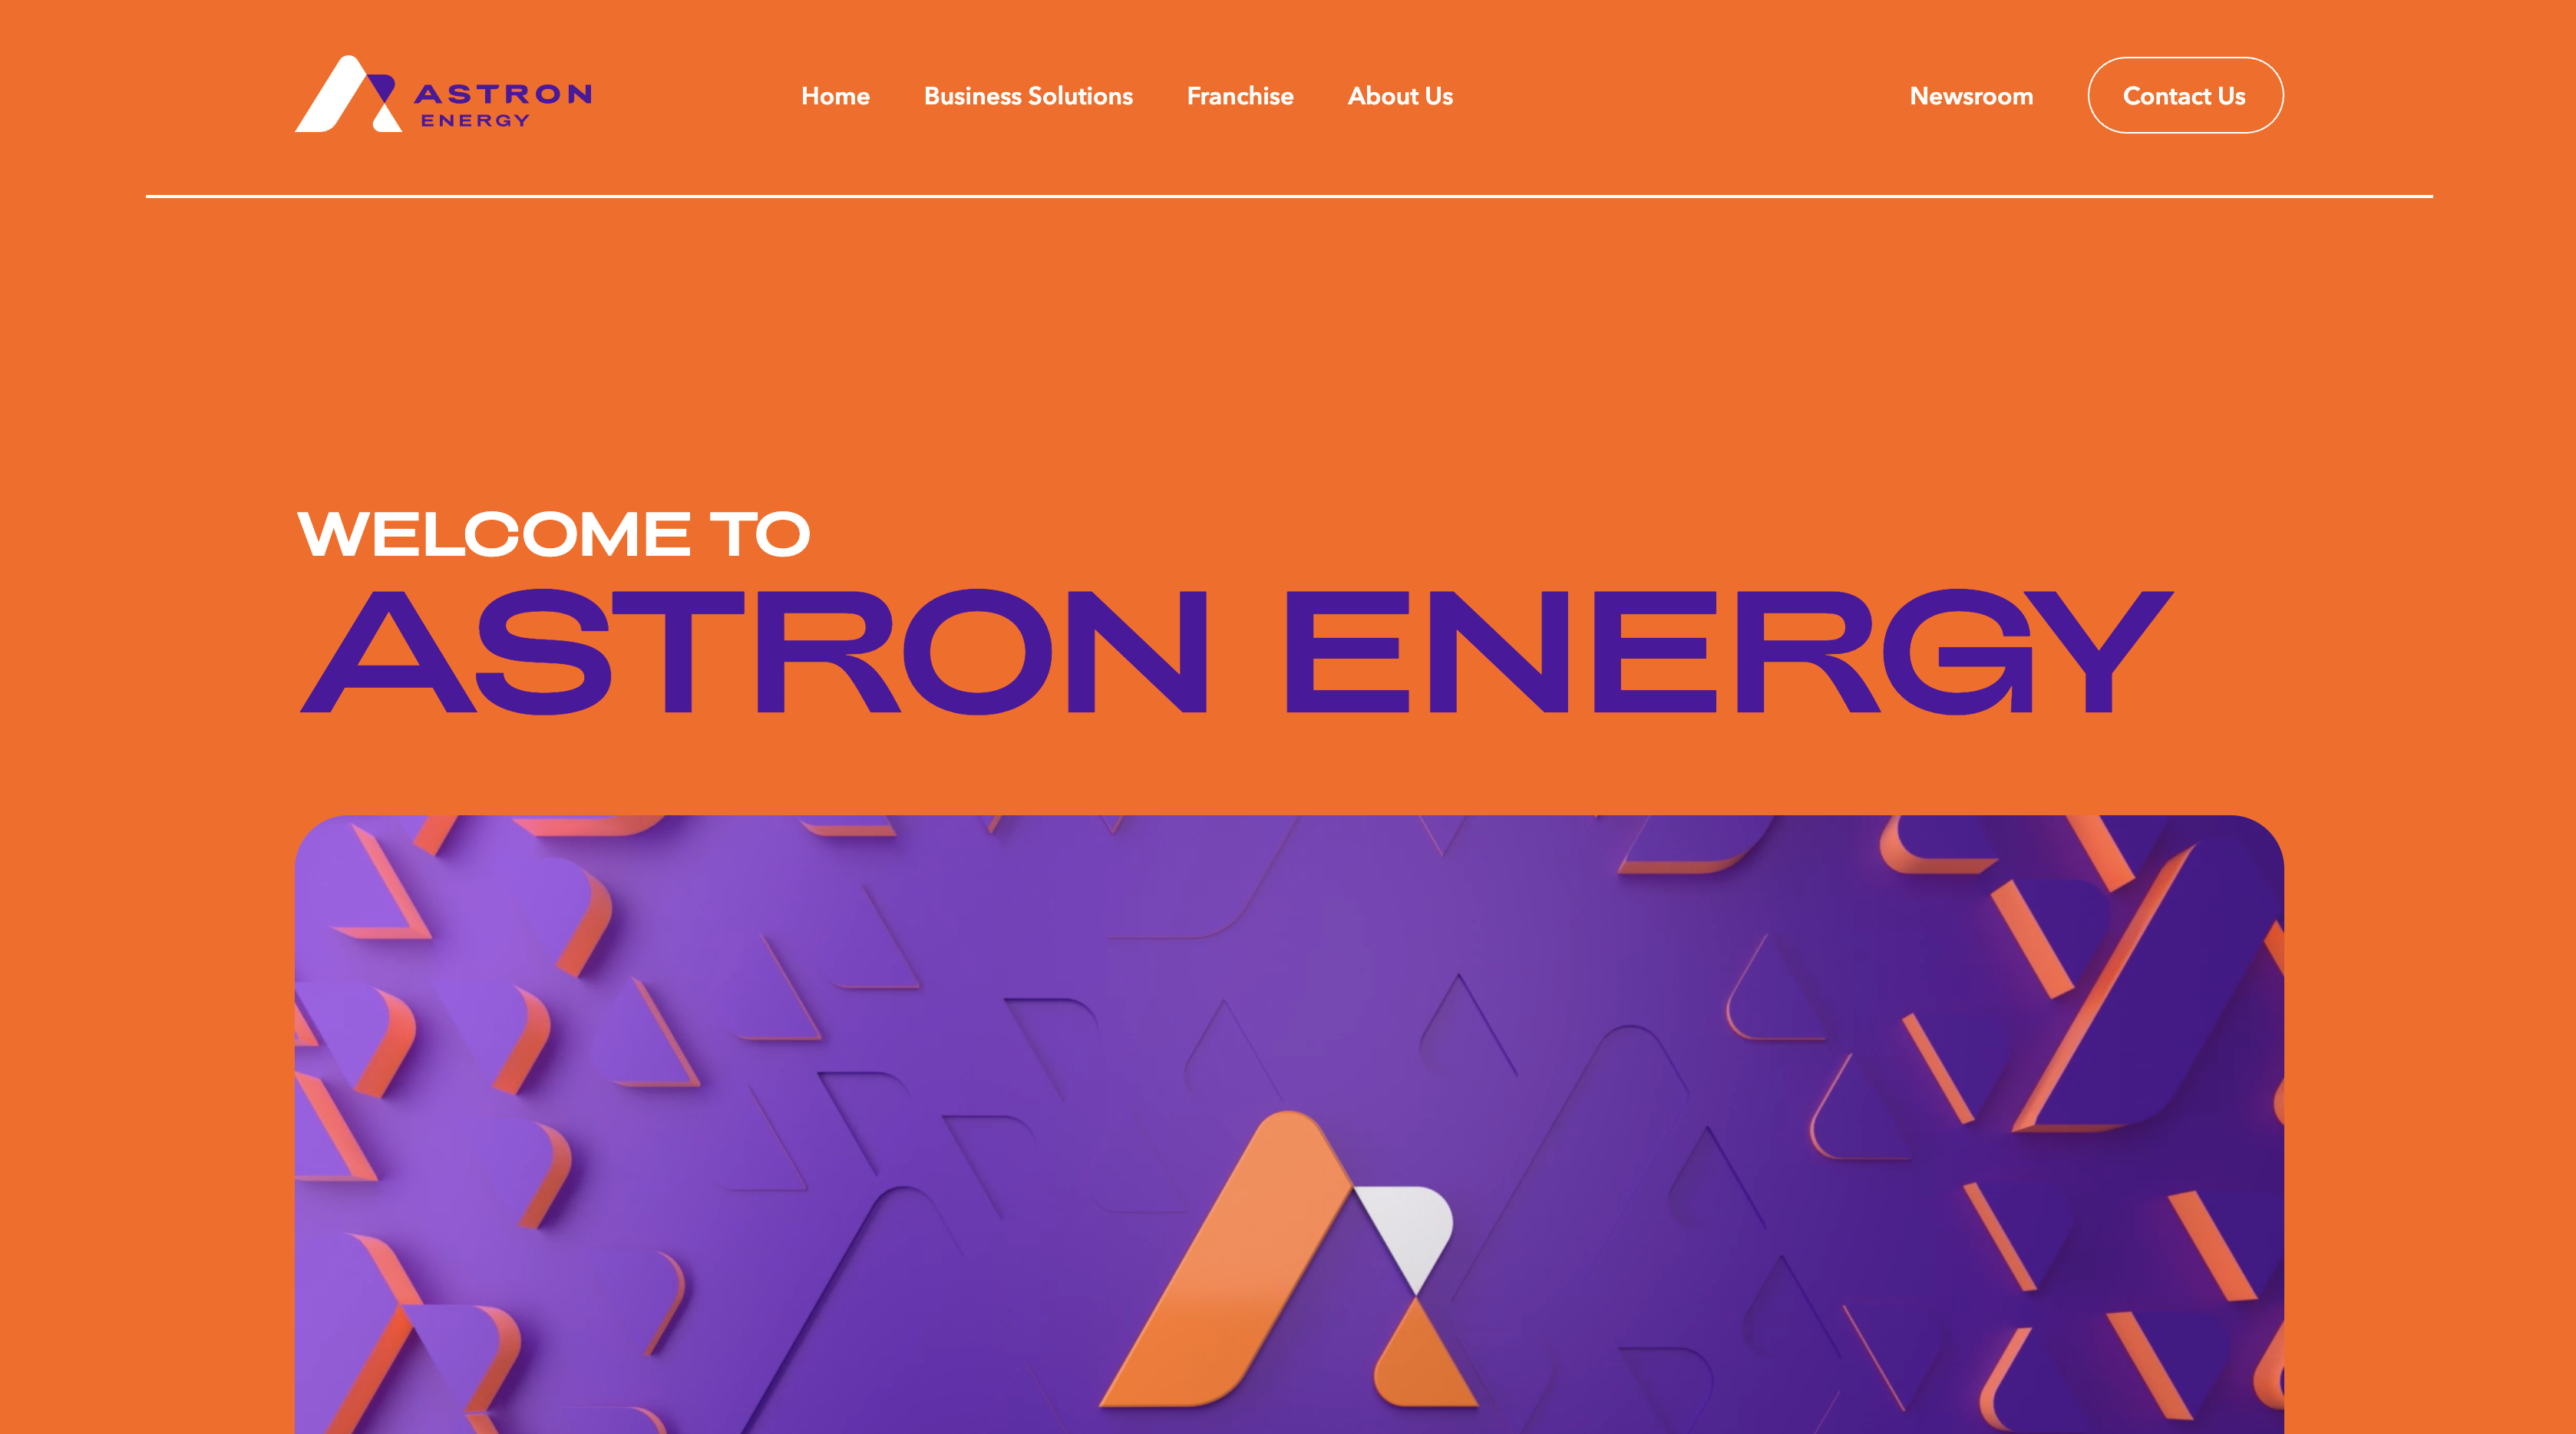 ASTRON
ENERGY
Home Business Solutions Franchise About Us Newsroom Contact Us
WELCOME TO
ASTRON ENERGY